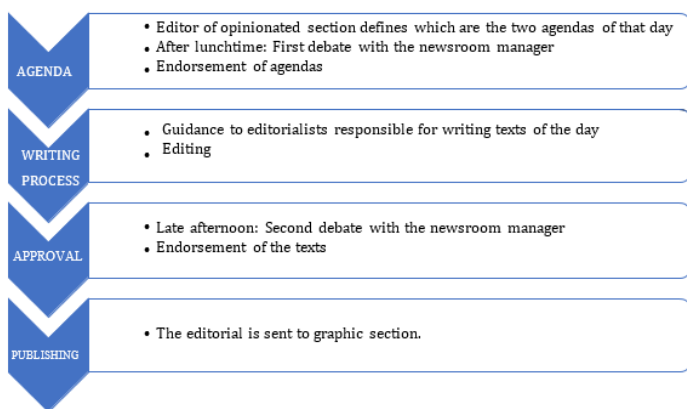 AGENDA
• Editor of opinionated section defines which are the two agendas of that day
• After lunchtime: First debate with the newsroom manager
• Endorsement of agendas
WRITING
PROCESS
• Guidance to editorialists responsible for writing texts of the day
• Editing
APPROVAL
• Late afternoon: Second debate with the newsroom manager
• Endorsement of the texts
PUBLISHING
• The editorial is sent to graphic section.